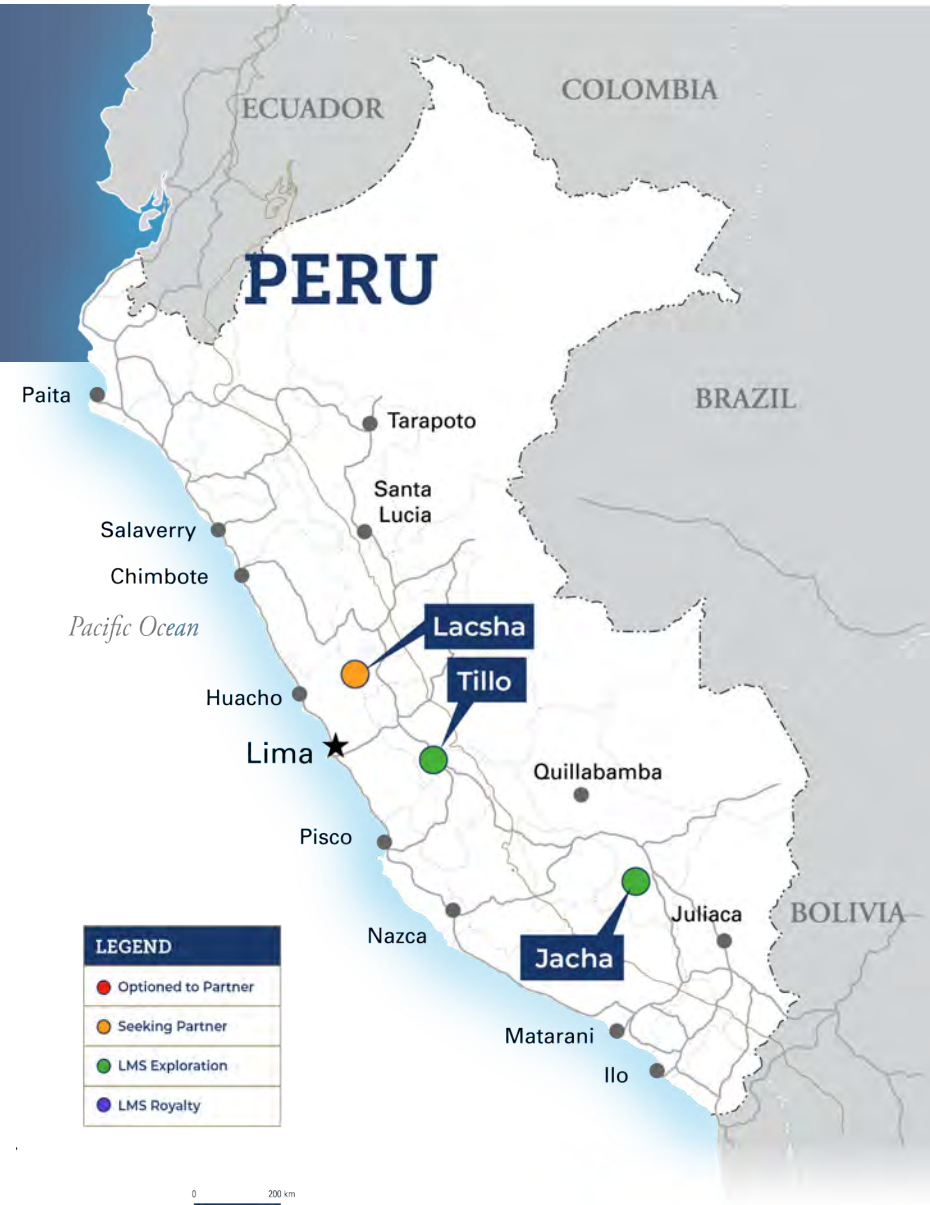 COLOMBIA
ECUADOR
PERU
Paita
BRAZIL
Tarapoto
Santa
Lucia
Salaverry
Chimbote
Pacific Ocean
Lacsha
Tillo
Huacho
Lima
Quillabamba
Pisco
Juliaca
BOLIVIA
Nazca
Jacha
LEGEND
Optioned to Partner
Seeking Partner
LMS Exploration
LMS Royalty
Matarani
Ilo
0 200 km